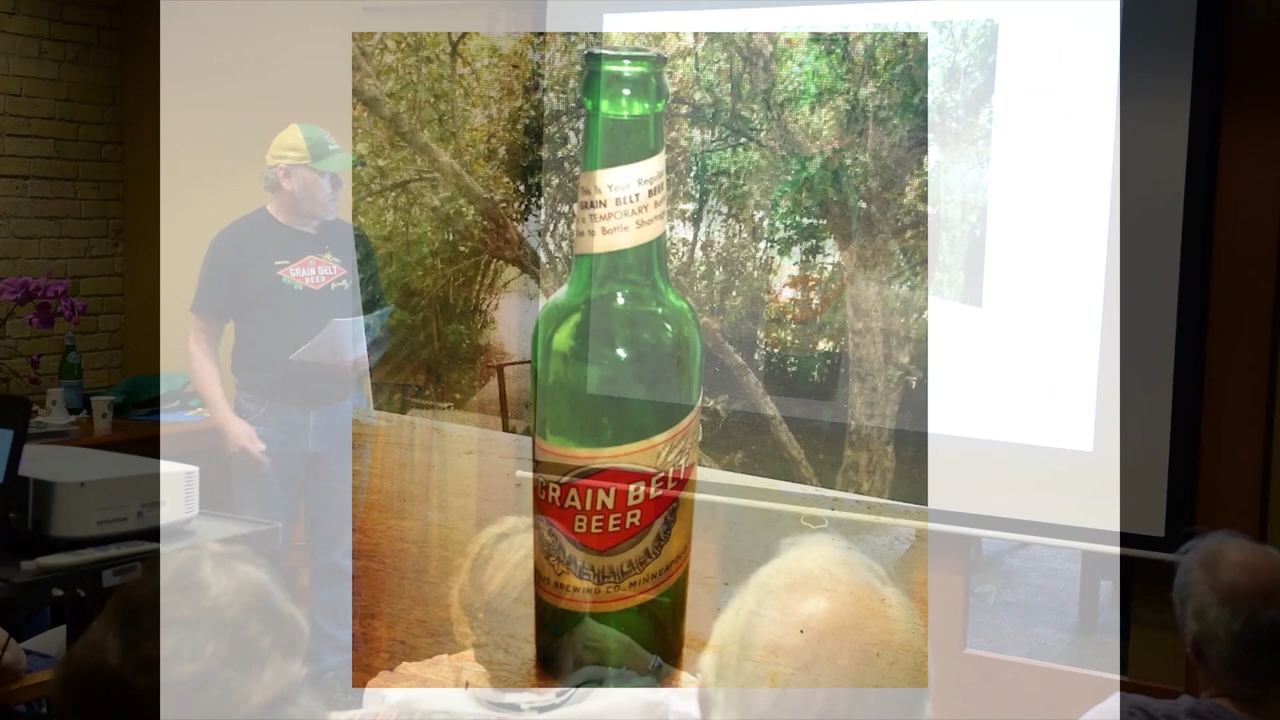 This Is Your Regular
GRAIN BELT BEER
TEMPORARY
to Bottle Shortage
GRAIN BELT
BEER
BREWING CO., MINNEAPOLIS
GRAIN BELT
BEER